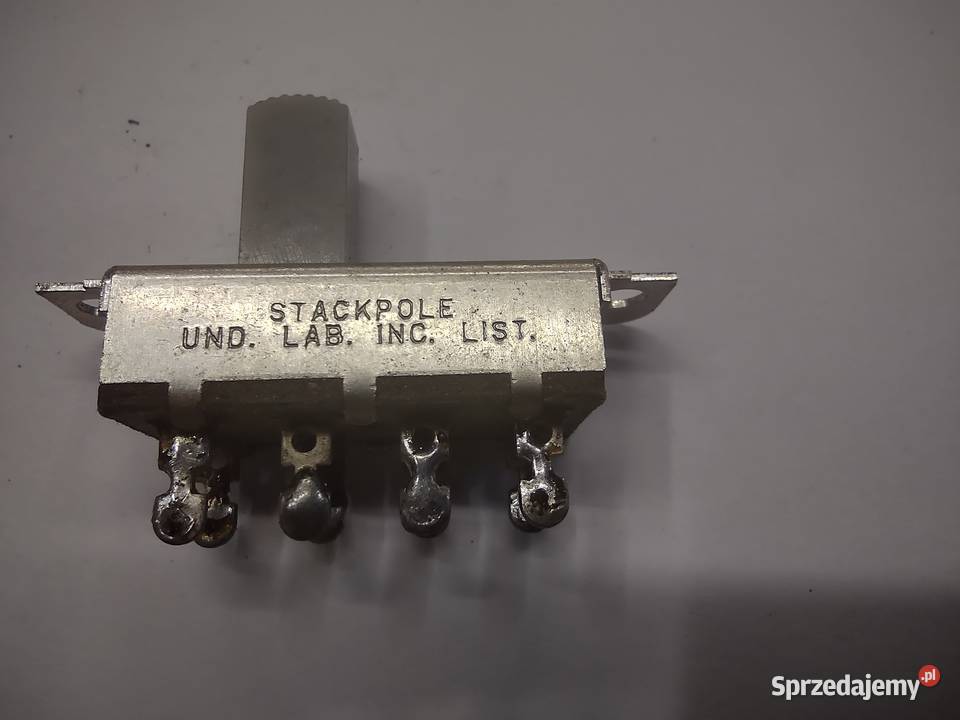 STACKPOLE
UND. LAB. INC. LIST.
Sprzedajemy.pl